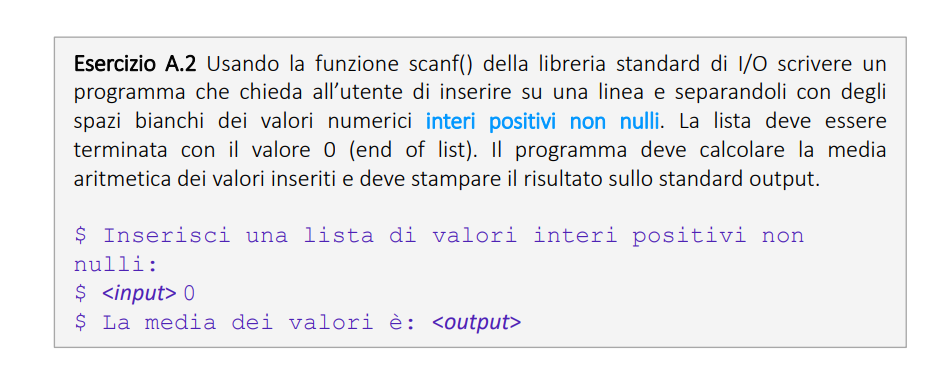 Esercizio A.2 Usando la funzione scanf() della libreria standard di I/O scrivere un
programma che chieda all’utente di inserire su una linea e separandoli con degli
spazi bianchi dei valori numerici interi positivi non nulli. La lista deve essere
terminata con il valore 0 (end of list). Il programma deve calcolare la media
aritmetica dei valori inseriti e deve stampare il risultato sullo standard output.
$ Inserisci una lista di valori interi positivi non
nulli:
$ <input> 0
$ La media dei valori è: <output>